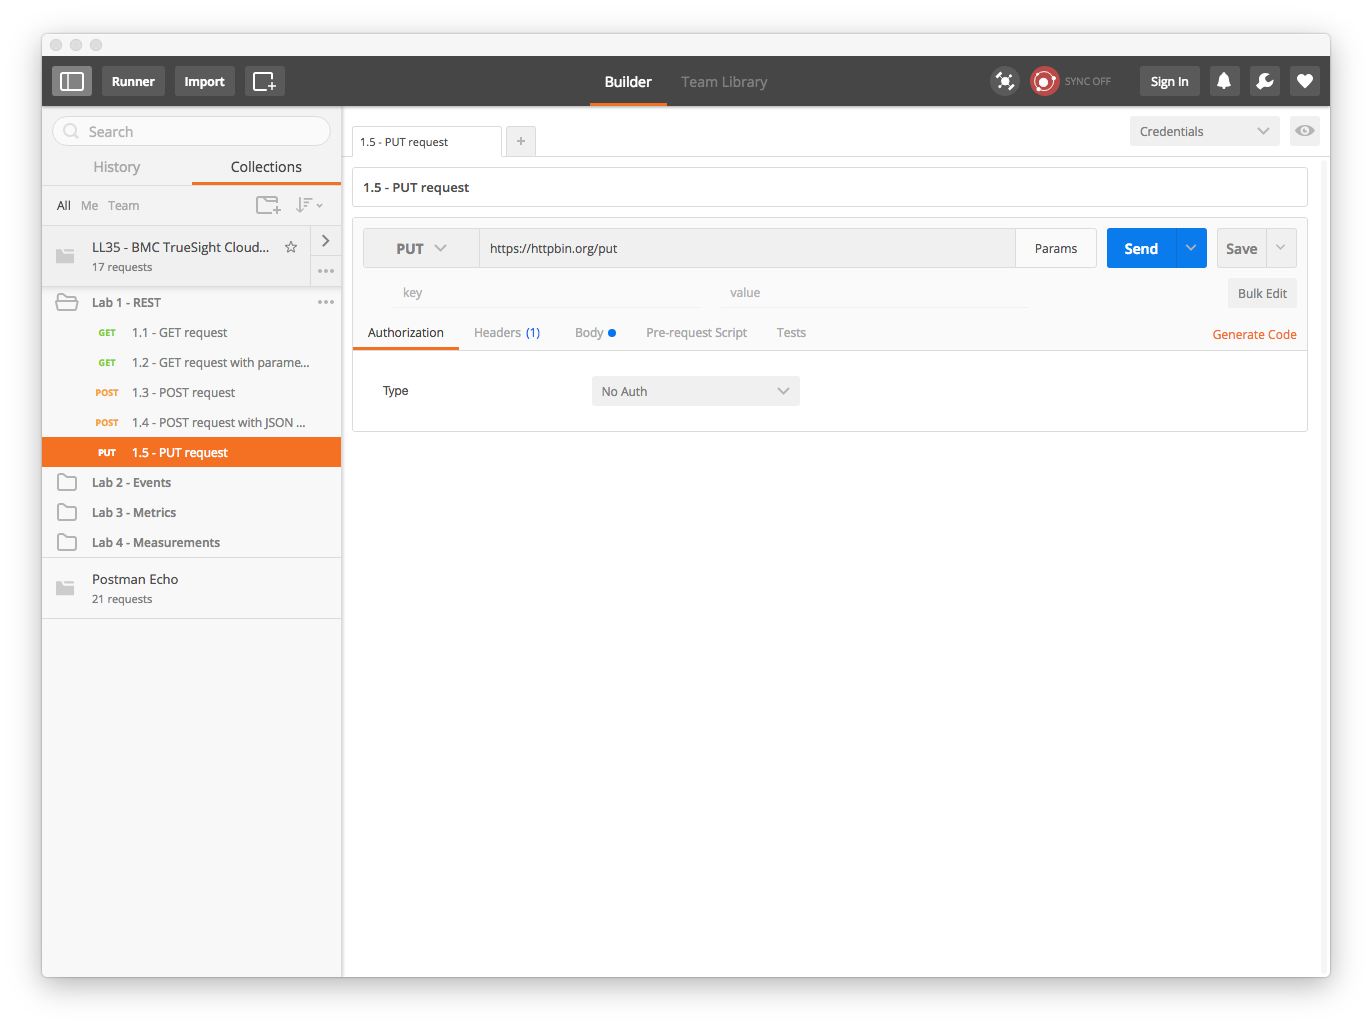 Runner Import Builder Team Library SYNC OFF Sign In
Search
History Collections
All Me Team
LL35 - BMC TrueSight Cloud...
17 requests
Lab 1 - REST
GET 1.1 - GET request
GET 1.2 - GET request with parame...
POST 1.3 - POST request
POST 1.4 - POST request with JSON ...
PUT 1.5 - PUT request
Lab 2 - Events
Lab 3 - Metrics
Lab 4 - Measurements
Postman Echo
21 requests
1.5 - PUT request + Credentials
1.5 - PUT request
PUT https://httpbin.org/put Params Send Save
key value Bulk Edit
Authorization Headers (1) Body Pre-request Script Tests Generate Code
Type No Auth